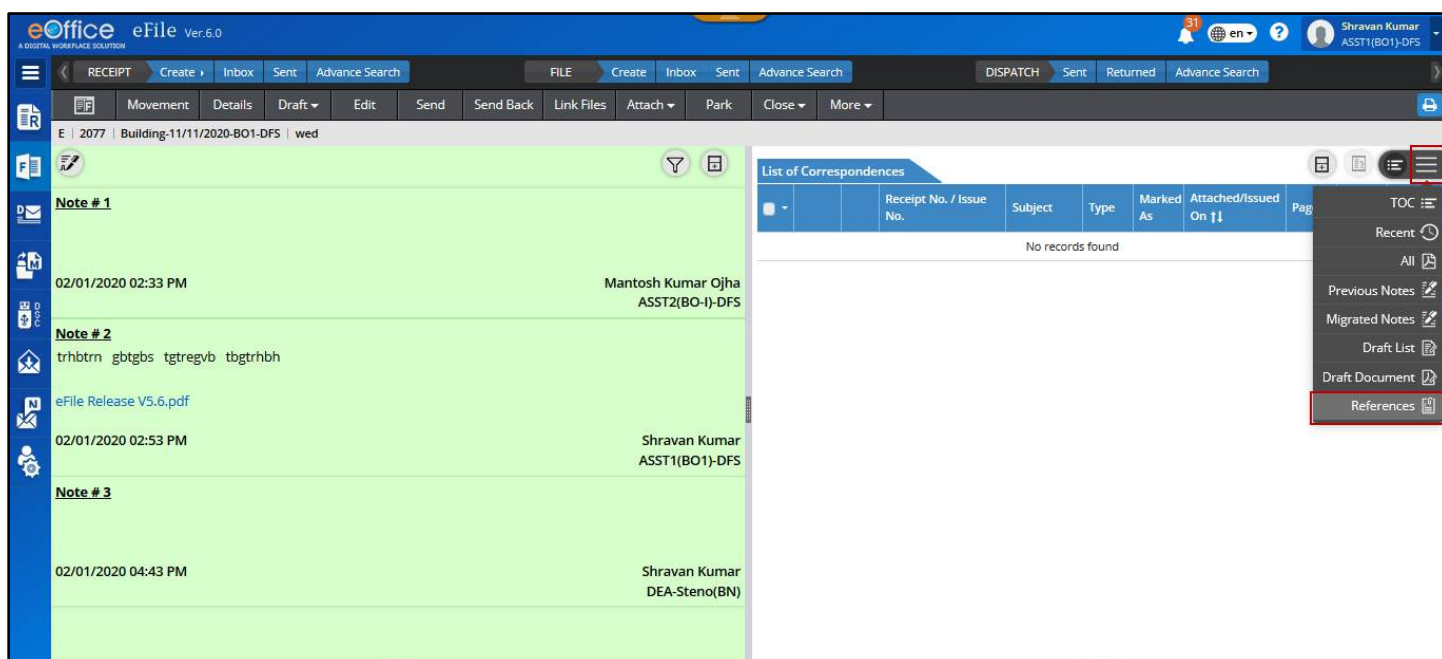 eOffice eFile Ver.6.0
A DIGITAL WORKPLACE SOLUTION
31
en
?
Shravan Kumar
ASST1(BO1)-DFS
RECEIPT Create Inbox Sent Advance Search
FILE Create Inbox Sent Advance Search
DISPATCH Sent Returned Advance Search
Movement Details Draft Edit Send Send Back Link Files Attach Park Close More
E | 2077 | Building-11/11/2020-BO1-DFS | wed
Note # 1
02/01/2020 02:33 PM
Mantosh Kumar Ojha
ASST2(BO-I)-DFS
Note # 2
trhbtrn gbtgbs tgtregvb tbgtrhbh
eFile Release V5.6.pdf
02/01/2020 02:53 PM
Shravan Kumar
ASST1(BO1)-DFS
Note # 3
02/01/2020 04:43 PM
Shravan Kumar
DEA-Steno(BN)
List of Correspondences
Receipt No. / Issue No.
Subject
Type
Marked As
Attached/Issued On
Pag
No records found
TOC
Recent
All
Previous Notes
Migrated Notes
Draft List
Draft Document
References
R
F
D
M
DSC
N